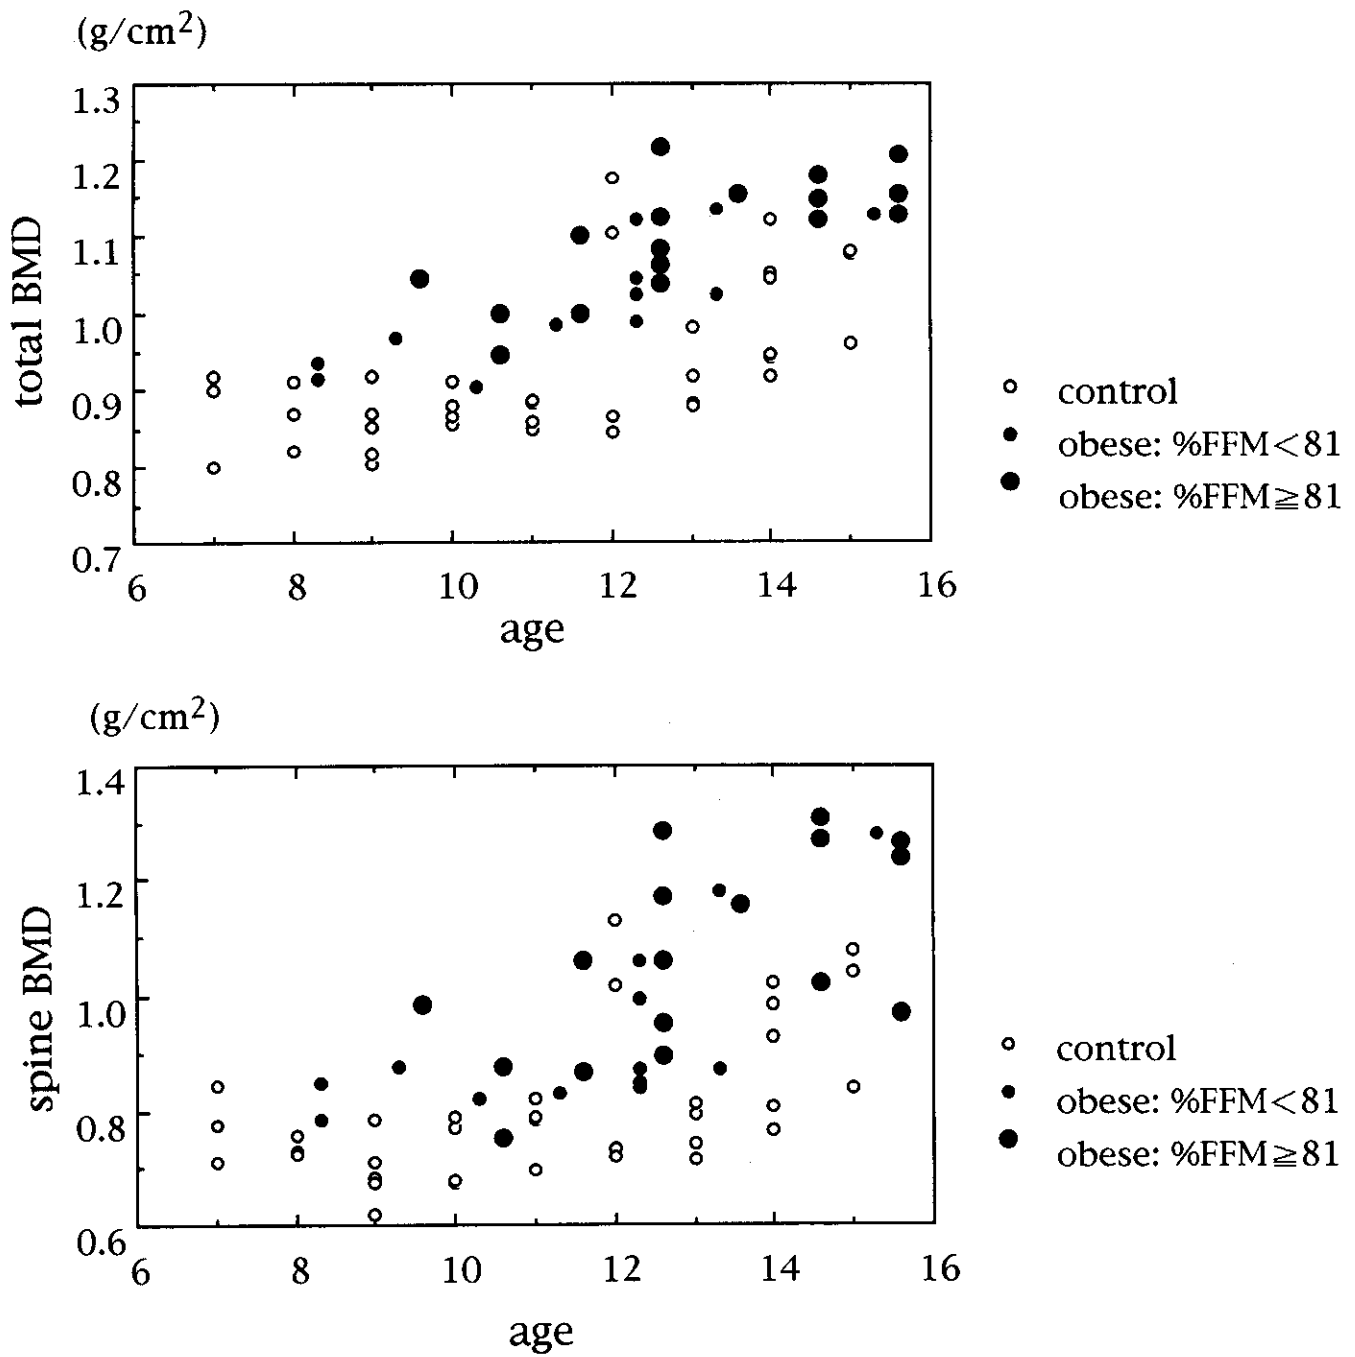 (g/cm2)
1.3
1.2
1.1
1.0
0.9
0.8
0.7
total BMD
6 8 10 12 14 16
age
control
obese: %FFM<81
obese: %FFM≧81
(g/cm2)
1.4
1.2
1.0
0.8
0.6
spine BMD
6 8 10 12 14 16
age
control
obese: %FFM<81
obese: %FFM≧81